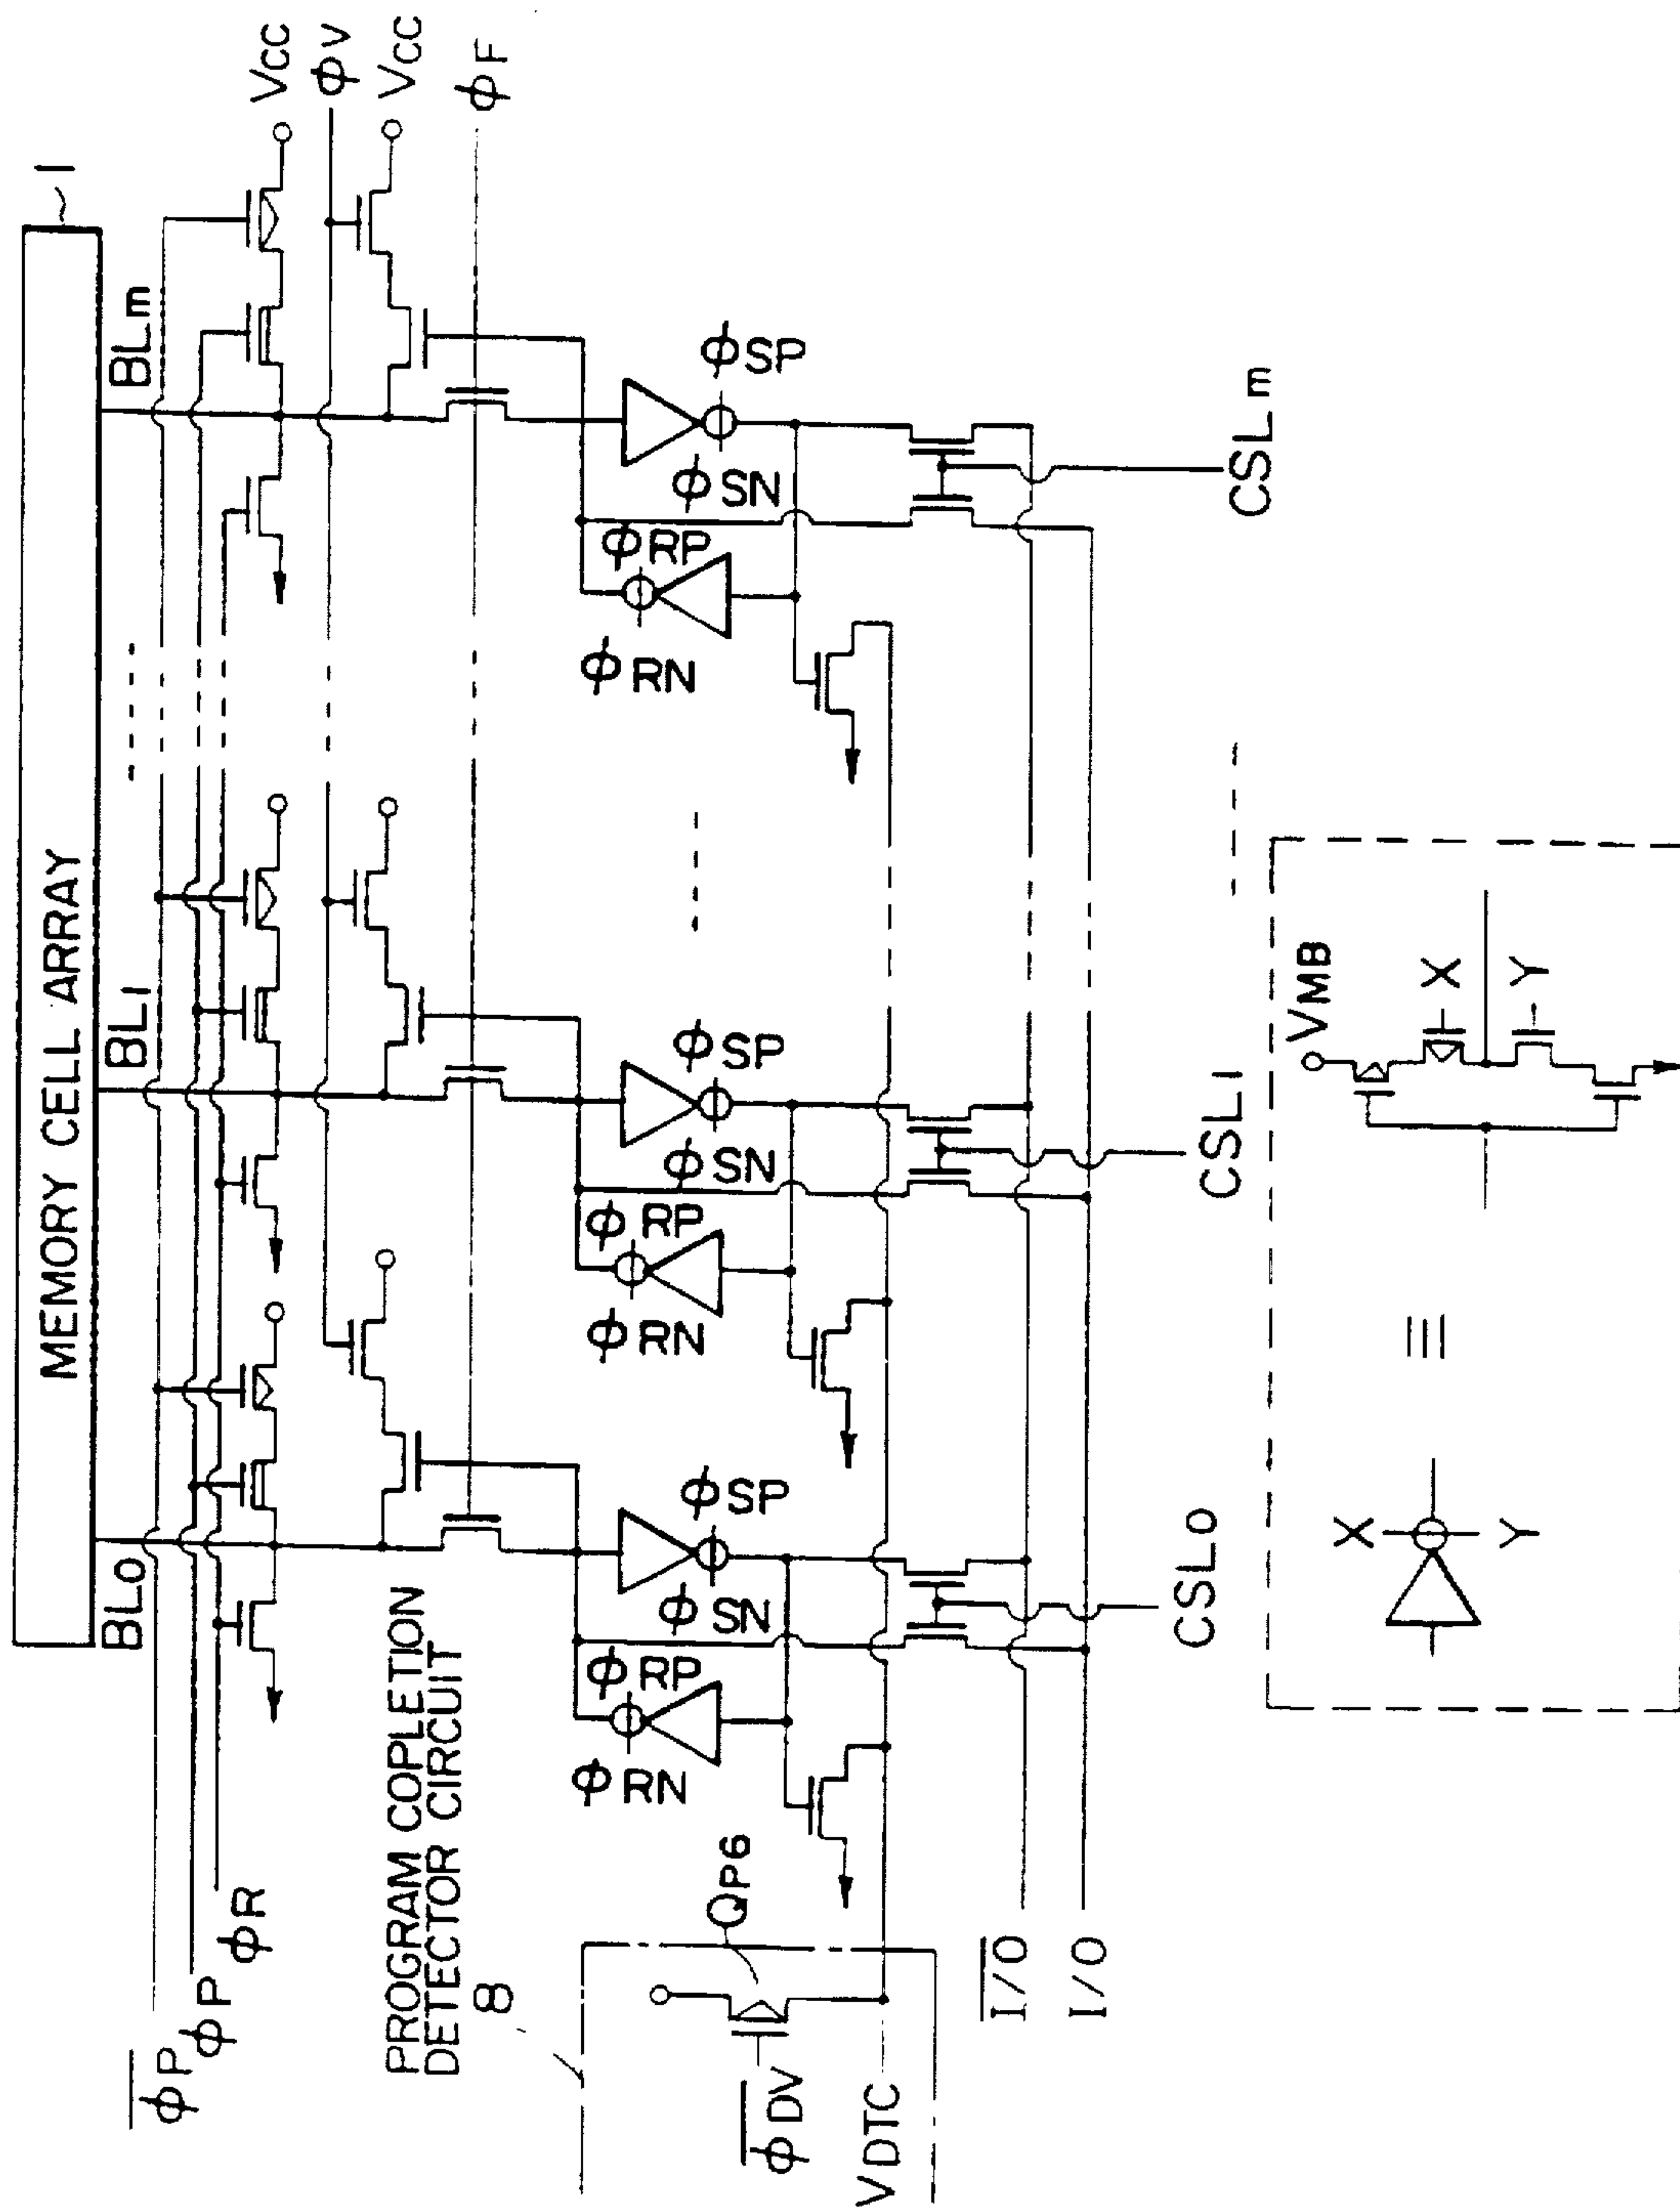 MEMORY CELL ARRAY
1
BL0
BL1
-----
BLm
φP
φP
φR
VCC
φV
VCC
φF
PROGRAM COPLETION
DETECTOR CIRCUIT
8
QP6
φDV
VDTC
φSP
φSN
φRP
φRN
φSP
φSN
φRP
φRN
φSP
φSN
φRP
φRN
I/O
I/O
CSL0
CSL1
CSLm
X
Y
≡
VMB
X
Y